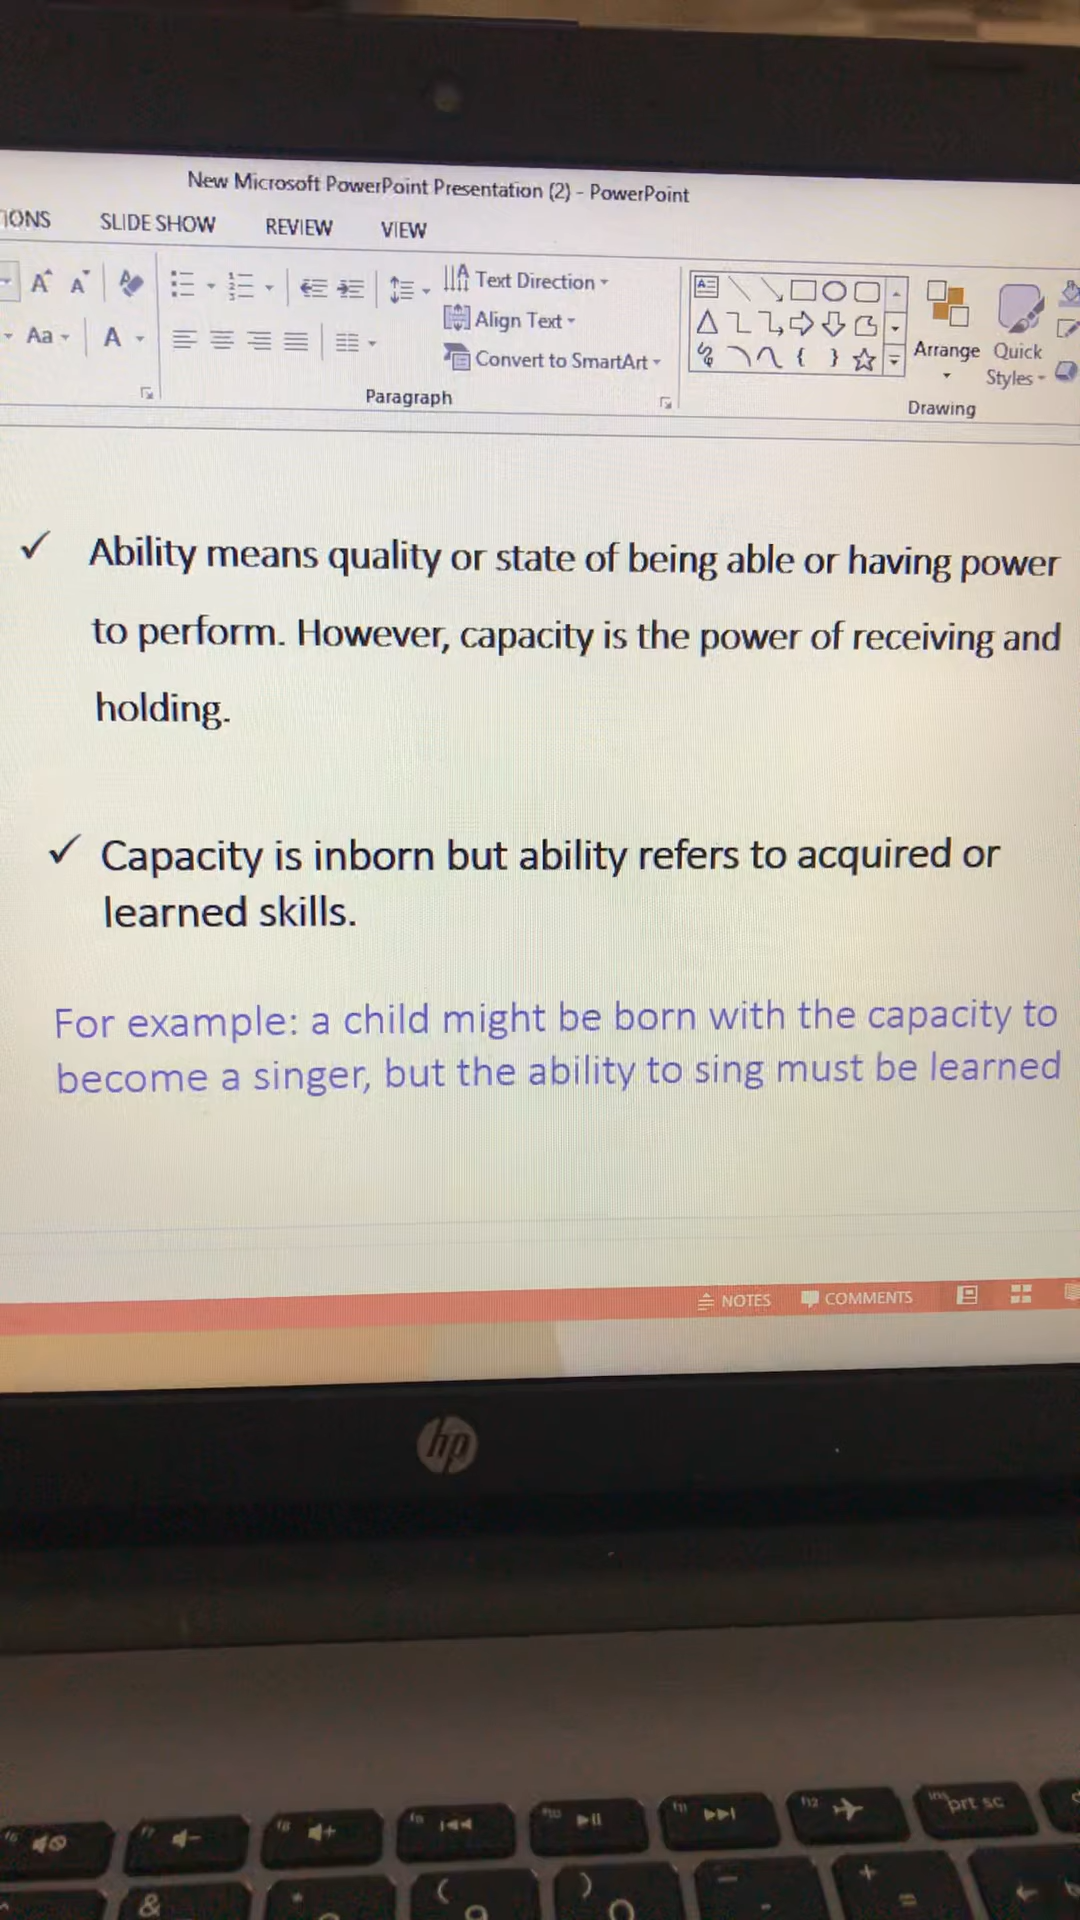 New Microsoft PowerPoint Presentation (2) - PowerPoint
SLIDE SHOW REVIEW VIEW
Text Direction
Aa A Align Text
Convert to SmartArt
Arrange Quick
Styles
Paragraph
Drawing
✓ Ability means quality or state of being able or having power
to perform. However, capacity is the power of receiving and
holding.
✓ Capacity is inborn but ability refers to acquired or
learned skills.
For example: a child might be born with the capacity to
become a singer, but the ability to sing must be learned
NOTES COMMENTS
hp
f12 prt sc
& * ( ) - +
=